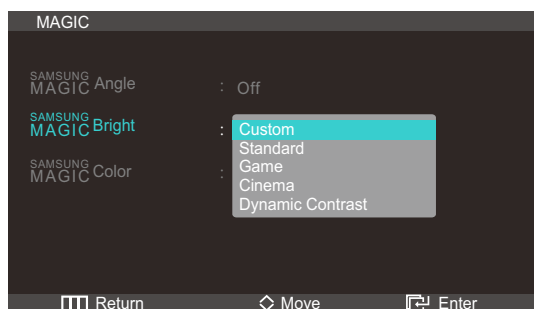 MAGIC
SAMSUNG
MAGIC Angle : Off
SAMSUNG
MAGIC Bright : Custom
Standard
Game
Cinema
Dynamic Contrast
SAMSUNG
MAGIC Color :
Return Move Enter